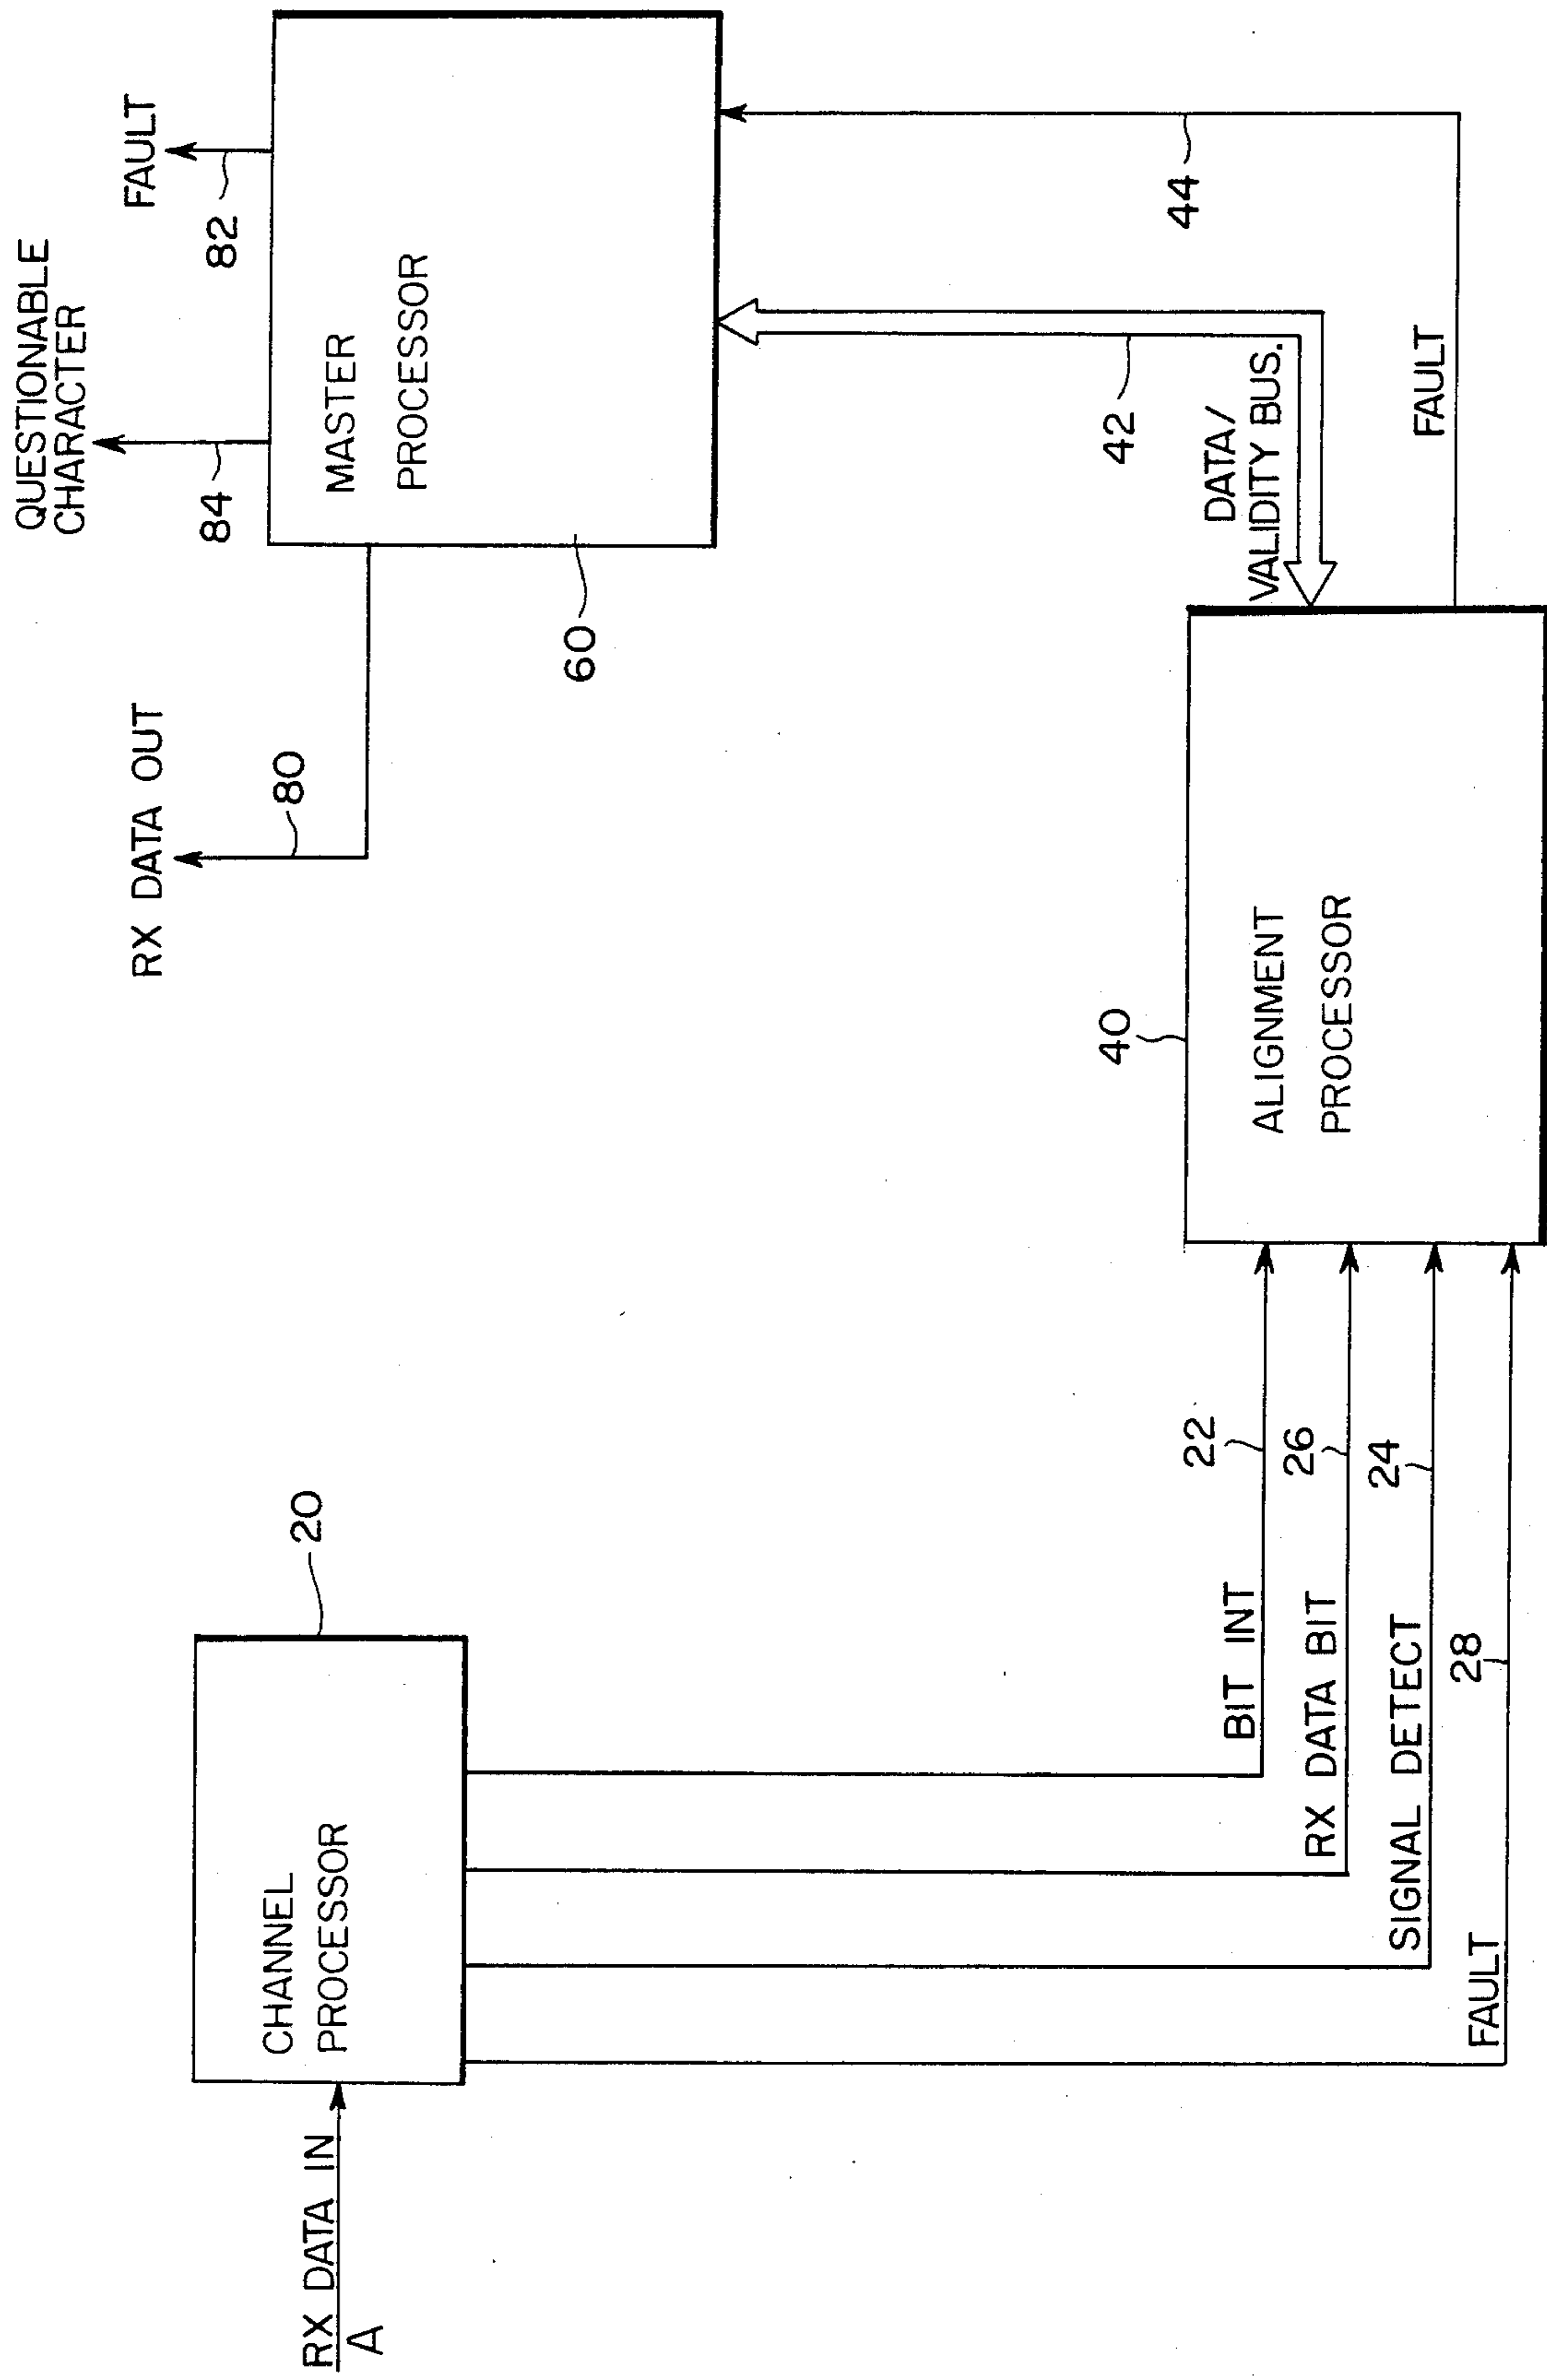 RX DATA IN
A
CHANNEL
PROCESSOR
20
BIT INT
22
RX DATA BIT
26
SIGNAL DETECT
24
FAULT
28
40
ALIGNMENT
PROCESSOR
DATA/
VALIDITY BUS.
42
FAULT
44
60
MASTER
PROCESSOR
RX DATA OUT
80
QUESTIONABLE
CHARACTER
84
FAULT
82